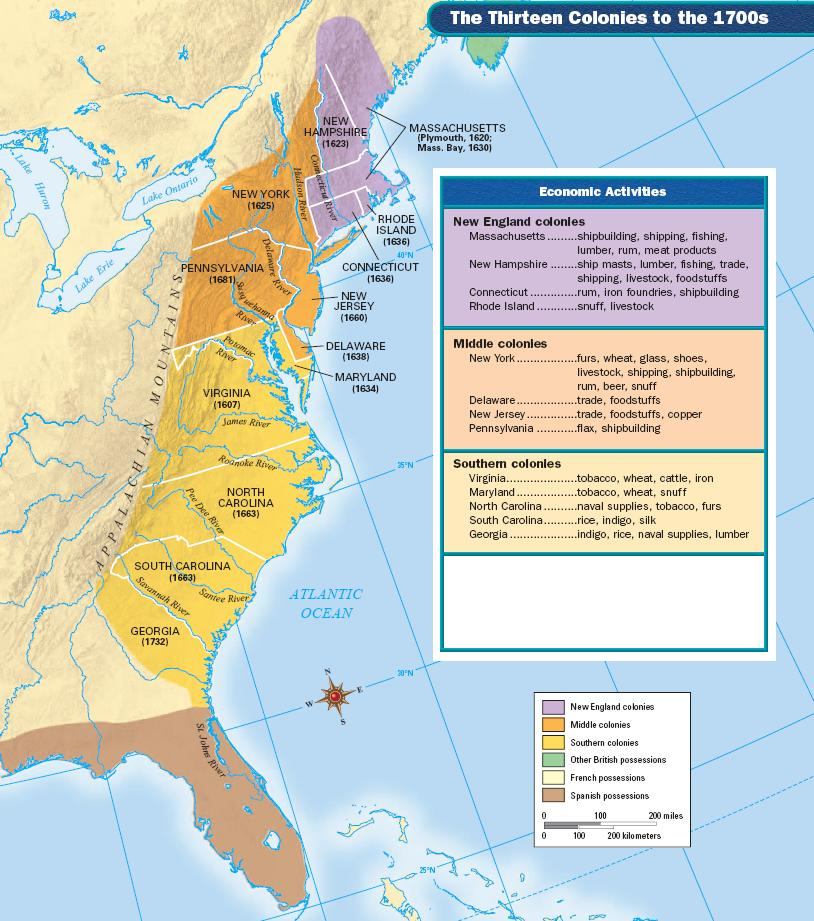 The Thirteen Colonies to the 1700s
NEW
HAMPSHIRE
(1623)
MASSACHUSETTS
(Plymouth, 1620;
Mass. Bay, 1630)
Lake Huron
Lake Ontario
Lake Erie
NEW YORK
(1625)
Hudson River
Connecticut River
RHODE
ISLAND
(1636)
CONNECTICUT
(1636)
40°N
PENNSYLVANIA
(1681)
Delaware River
Susquehanna
River
NEW
JERSEY
(1660)
DELAWARE
(1638)
MARYLAND
(1634)
Potomac
River
VIRGINIA
(1607)
James River
APPALACHIAN MOUNTAINS
Roanoke River
35°N
NORTH
CAROLINA
(1663)
Pee Dee River
SOUTH CAROLINA
(1663)
Santee River
Savannah River
GEORGIA
(1732)
ATLANTIC
OCEAN
30°N
N
E
W
S
St. Johns River
25°N
Economic Activities
New England colonies
Massachusetts.........shipbuilding, shipping, fishing,
lumber, rum, meat products
New Hampshire.......ship masts, lumber, fishing, trade,
shipping, livestock, foodstuffs
Connecticut.............rum, iron foundries, shipbuilding
Rhode Island...........snuff, livestock
Middle colonies
New York.................furs, wheat, glass, shoes,
livestock, shipping, shipbuilding,
rum, beer, snuff
Delaware.................trade, foodstuffs
New Jersey..............trade, foodstuffs, copper
Pennsylvania...........flax, shipbuilding
Southern colonies
Virginia....................tobacco, wheat, cattle, iron
Maryland.................tobacco, wheat, snuff
North Carolina.........naval supplies, tobacco, furs
South Carolina.........rice, indigo, silk
Georgia...................indigo, rice, naval supplies, lumber
New England colonies
Middle colonies
Southern colonies
Other British possessions
French possessions
Spanish possessions
0 100 200 miles
0 100 200 kilometers